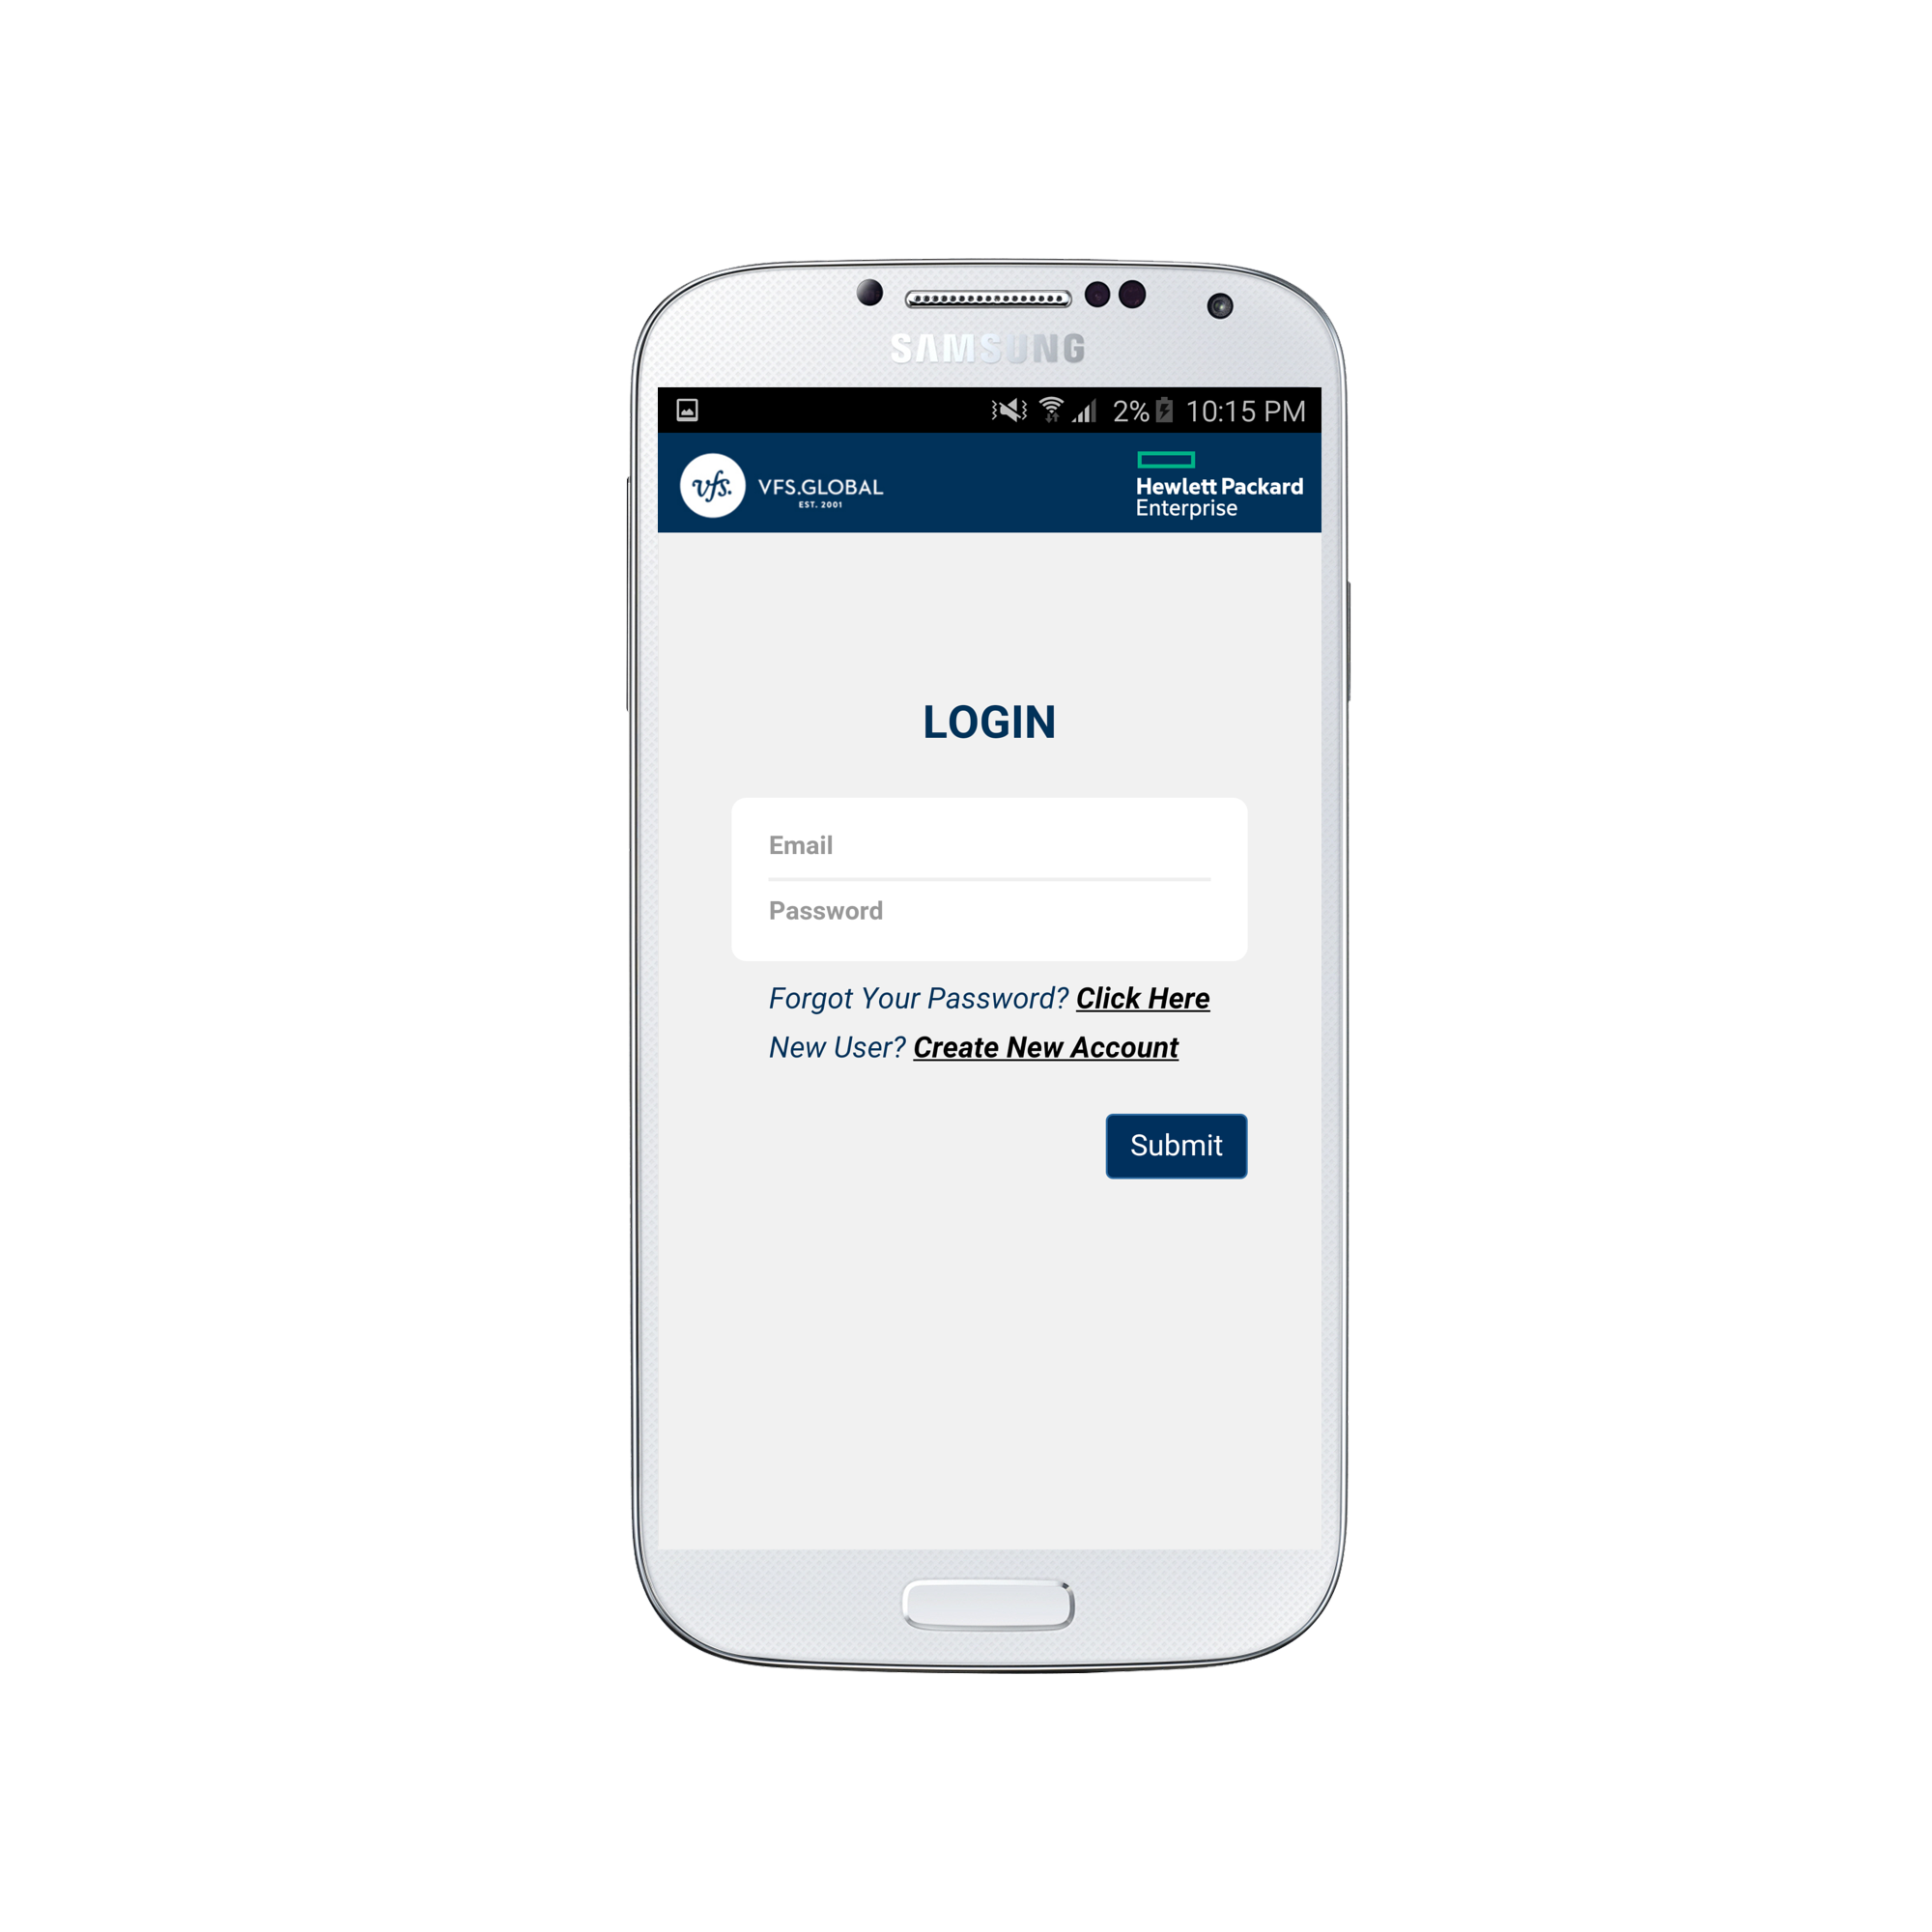 SAMSUNG
2% 10:15 PM
vfs. VFS.GLOBAL
EST. 2001
Hewlett Packard
Enterprise
LOGIN
Email
Password
Forgot Your Password? Click Here
New User? Create New Account
Submit